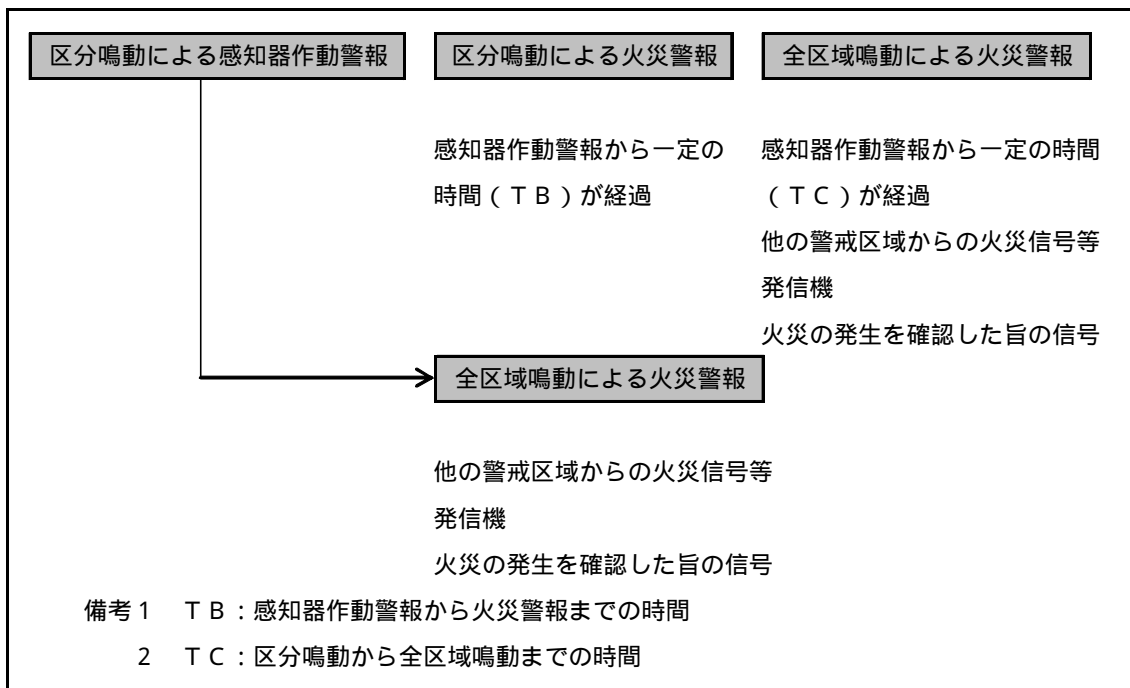 区分鳴動による感知器作動警報
区分鳴動による火災警報
全区域鳴動による火災警報
感知器作動警報から一定の
時間(TB)が経過
感知器作動警報から一定の時間
(TC)が経過
他の警戒区域からの火災信号等
発信機
火災の発生を確認した旨の信号
全区域鳴動による火災警報
他の警戒区域からの火災信号等
発信機
火災の発生を確認した旨の信号
備考1 TB:感知器作動警報から火災警報までの時間
2 TC:区分鳴動から全区域鳴動までの時間